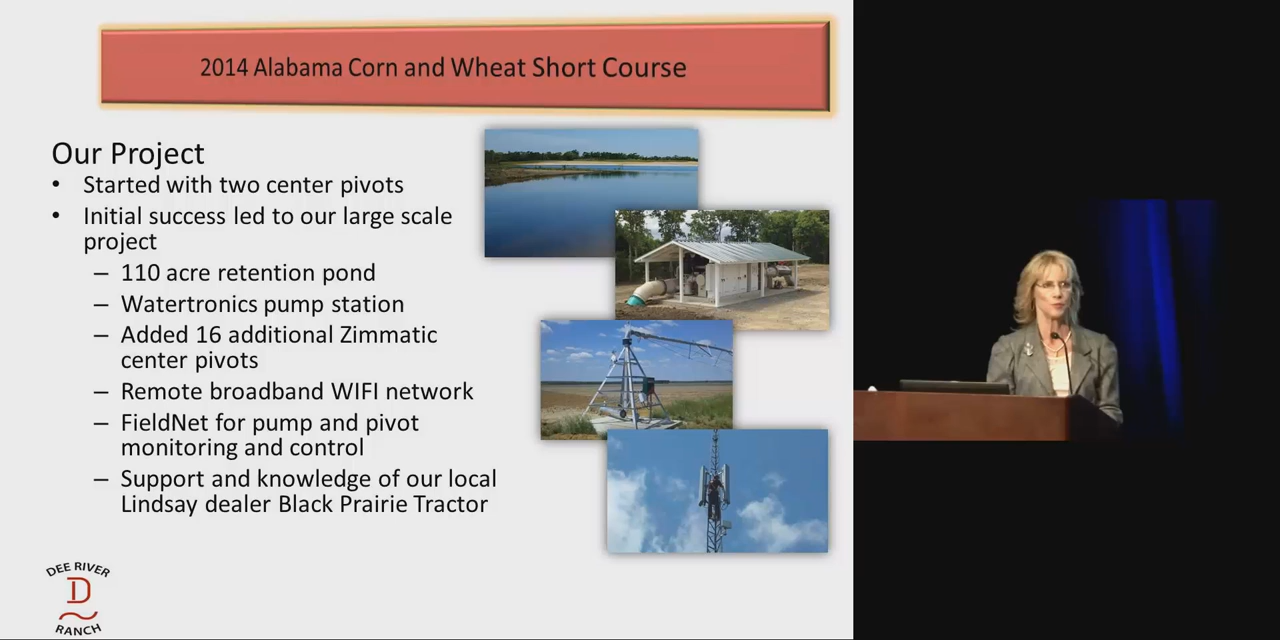 2014 Alabama Corn and Wheat Short Course
Our Project
• Started with two center pivots
• Initial success led to our large scale
project
– 110 acre retention pond
– Watertronics pump station
– Added 16 additional Zimmatic
center pivots
– Remote broadband WIFI network
– FieldNet for pump and pivot
monitoring and control
– Support and knowledge of our local
Lindsay dealer Black Prairie Tractor
DEE RIVER
D
RANCH